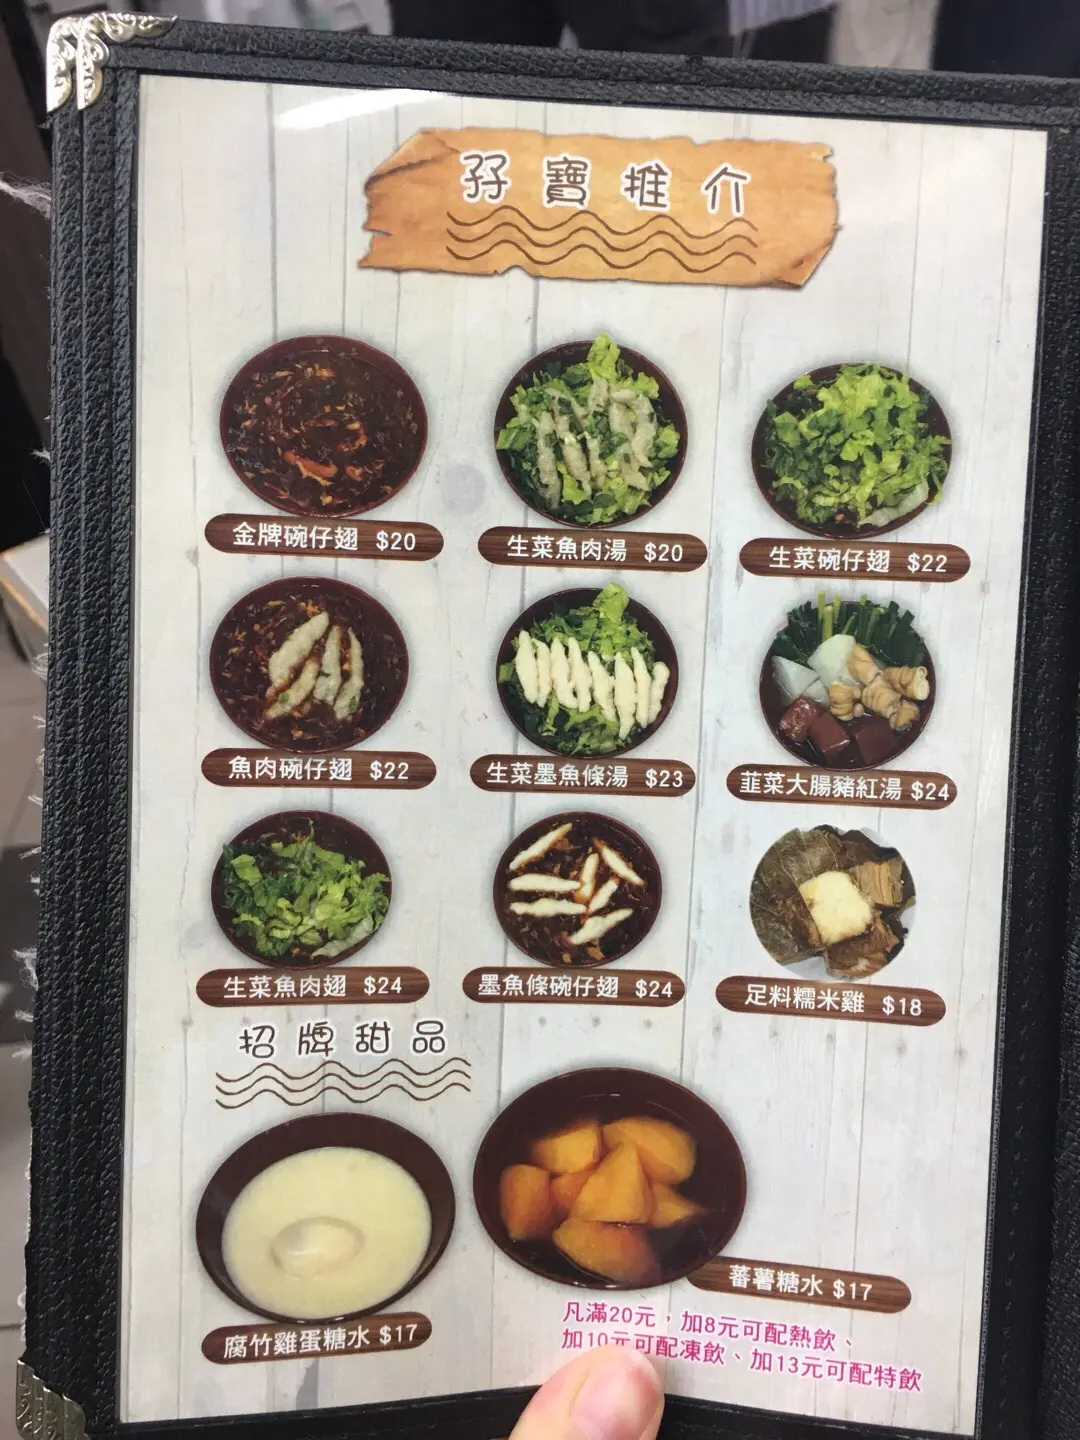 孖寶推介
金牌碗仔翅 $20
生菜魚肉湯 $20
生菜碗仔翅 $22
魚肉碗仔翅 $22
生菜墨魚條湯 $23
韮菜大腸豬紅湯 $24
生菜魚肉翅 $24
墨魚條碗仔翅 $24
足料糯米雞 $18
招牌甜品
腐竹雞蛋糖水 $17
蕃薯糖水 $17
凡滿20元，加8元可配熱飲、
加10元可配凍飲、加13元可配特飲